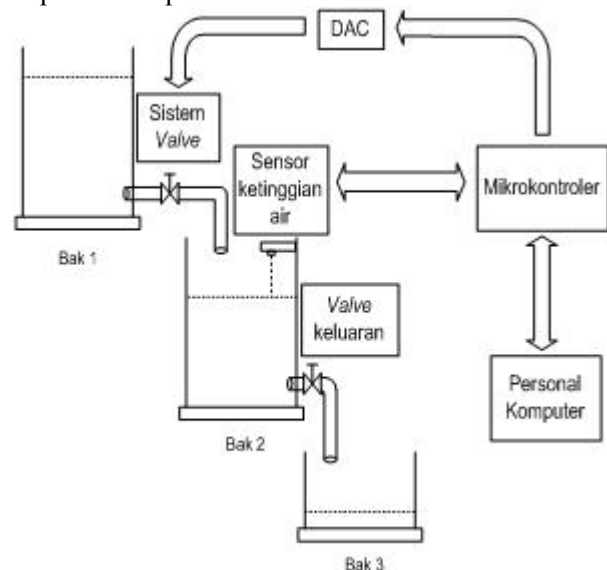 DAC
Sistem
Valve
Sensor
ketinggian
air
Mikrokontroler
Bak 1
Valve
keluaran
Personal
Komputer
Bak 2
Bak 3